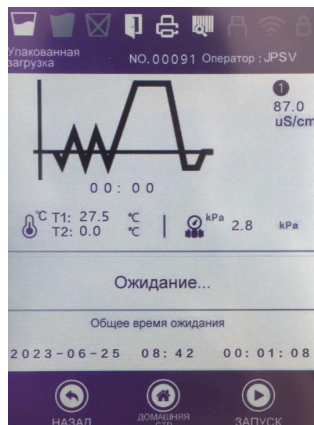 Упакованная
загрузка
NO.00091 Оператор : JPSV
1
87.0
uS/cm
00: 00
°C T1: 27.5 °C
T2: 0.0 °C
kPa 2.8 kPa
Ожидание...
Общее время ожидания
2023-06-25 08: 42 00: 01: 08
НАЗАД
ДОМАШНЯЯ
СТР
ЗАПУСК